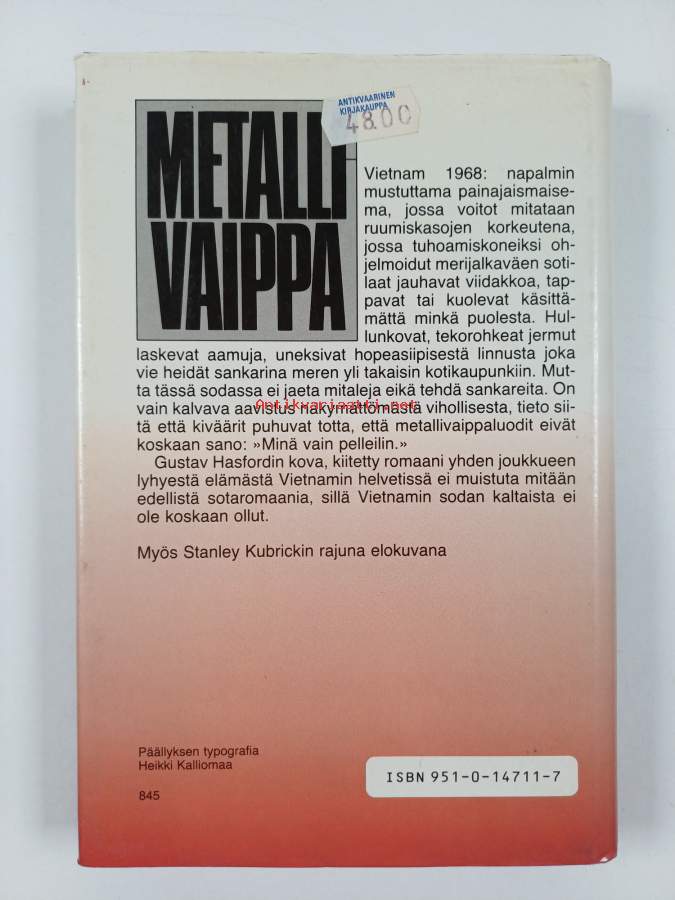 ANTIKVAARINEN
KIRJAKAUPPA
48.00
METALLI
VAIPPA
Vietnam 1968: napalmin
mustuttama painajaismaise-
ma, jossa voitot mitataan
ruumiskasojen korkeutena,
jossa tuhoamiskoneiksi oh-
jelmoidut merijalkaväen soti-
laat jauhavat viidakkoa, tap-
pavat tai kuolevat käsittä-
mättä minkä puolesta. Hul-
lunkovat, tekorohkeat jermut
laskevat aamuja, uneksivat hopeasiipisestä linnusta joka
vie heidät sankarina meren yli takaisin kotikaupunkiin. Mut-
ta tässä sodassa ei jaeta mitaleja eikä tehdä sankareita. On
vain kalvava aavistus näkymättömästä vihollisesta, tieto sii-
tä että kiväärit puhuvat totta, että metallivaippaluodit eivät
koskaan sano: »Minä vain pelleilin.»
Gustav Hasfordin kova, kiitetty romaani yhden joukkueen
lyhyestä elämästä Vietnamin helvetissä ei muistuta mitään
edellistä sotaromaania, sillä Vietnamin sodan kaltaista ei
ole koskaan ollut.
Myös Stanley Kubrickin rajuna elokuvana
Päällyksen typografia
Heikki Kalliomaa
845
ISBN 951-0-14711-7
Antikvariaatti.net